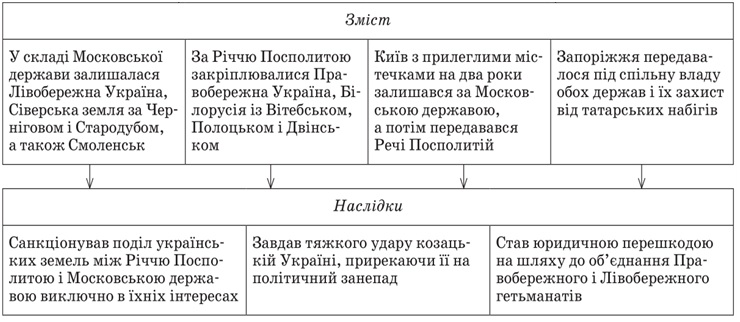 Зміст
У складі Московської
держави залишалася
Лівобережна Україна,
Сіверська земля за Чер-
ніговом і Стародубом,
а також Смоленськ
За Річчю Посполитою
закріплювалися Пра-
вобережна Україна, Бі-
лорусія із Вітебськом,
Полоцьком і Двінсь-
ком
Київ з прилеглими міс-
течками на два роки
залишався за Москов-
ською державою,
а потім передавався
Речі Посполитій
Запоріжжя передава-
лося під спільну владу
обох держав і їх захист
від татарських набігів
Наслідки
Санкціонував поділ українсь-
ких земель між Річчю Поспо-
литою і Московською держа-
вою виключно в їхніх інтересах
Завдав тяжкого удару козаць-
кій Україні, прирекаючи її на
політичний занепад
Став юридичною перешкодою
на шляху до об’єднання Пра-
вобережного і Лівобережного
гетьманатів